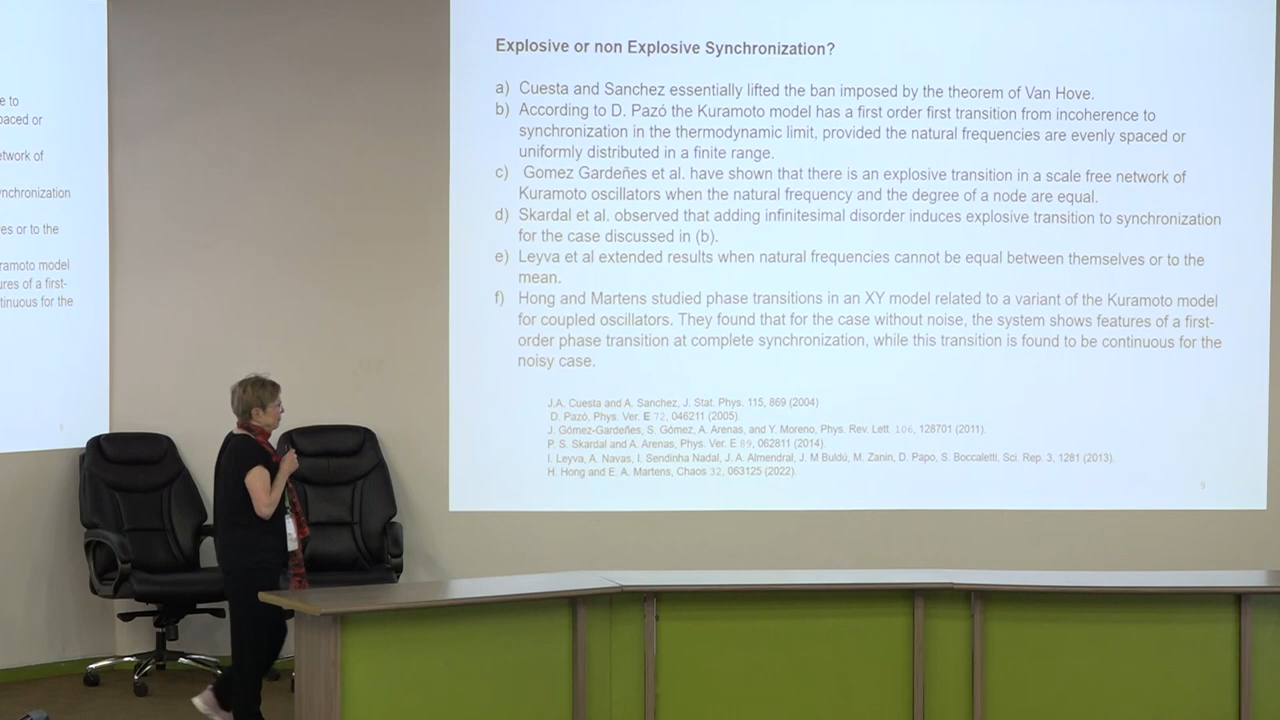 e to
paced or
etwork of
nchronization
es or to the
ramoto model
ures of a first-
tinuous for the
Explosive or non Explosive Synchronization?
a) Cuesta and Sanchez essentially lifted the ban imposed by the theorem of Van Hove.
b) According to D. Pazó the Kuramoto model has a first order first transition from incoherence to
synchronization in the thermodynamic limit, provided the natural frequencies are evenly spaced or
uniformly distributed in a finite range.
c) Gomez Gardeñes et al. have shown that there is an explosive transition in a scale free network of
Kuramoto oscillators when the natural frequency and the degree of a node are equal.
d) Skardal et al. observed that adding infinitesimal disorder induces explosive transition to synchronization
for the case discussed in (b).
e) Leyva et al extended results when natural frequencies cannot be equal between themselves or to the
mean.
f) Hong and Martens studied phase transitions in an XY model related to a variant of the Kuramoto model
for coupled oscillators. They found that for the case without noise, the system shows features of a first-
order phase transition at complete synchronization, while this transition is found to be continuous for the
noisy case.
J.A. Cuesta and A. Sanchez, J. Stat. Phys. 115, 869 (2004)
D. Pazó, Phys. Ver. E 72, 046211 (2005).
J. Gómez-Gardeñes, S. Gómez, A. Arenas, and Y. Moreno, Phys. Rev. Lett. 106, 128701 (2011).
P. S. Skardal and A. Arenas, Phys. Ver. E 89, 062811 (2014).
I. Leyva, A. Navas, I. Sendinha Nadal, J. A. Almendral, J. M Buldú, M. Zanin, D. Papo, S. Boccaletti, Sci. Rep. 3, 1281 (2013).
H. Hong and E. A. Martens, Chaos 32, 063125 (2022).
9